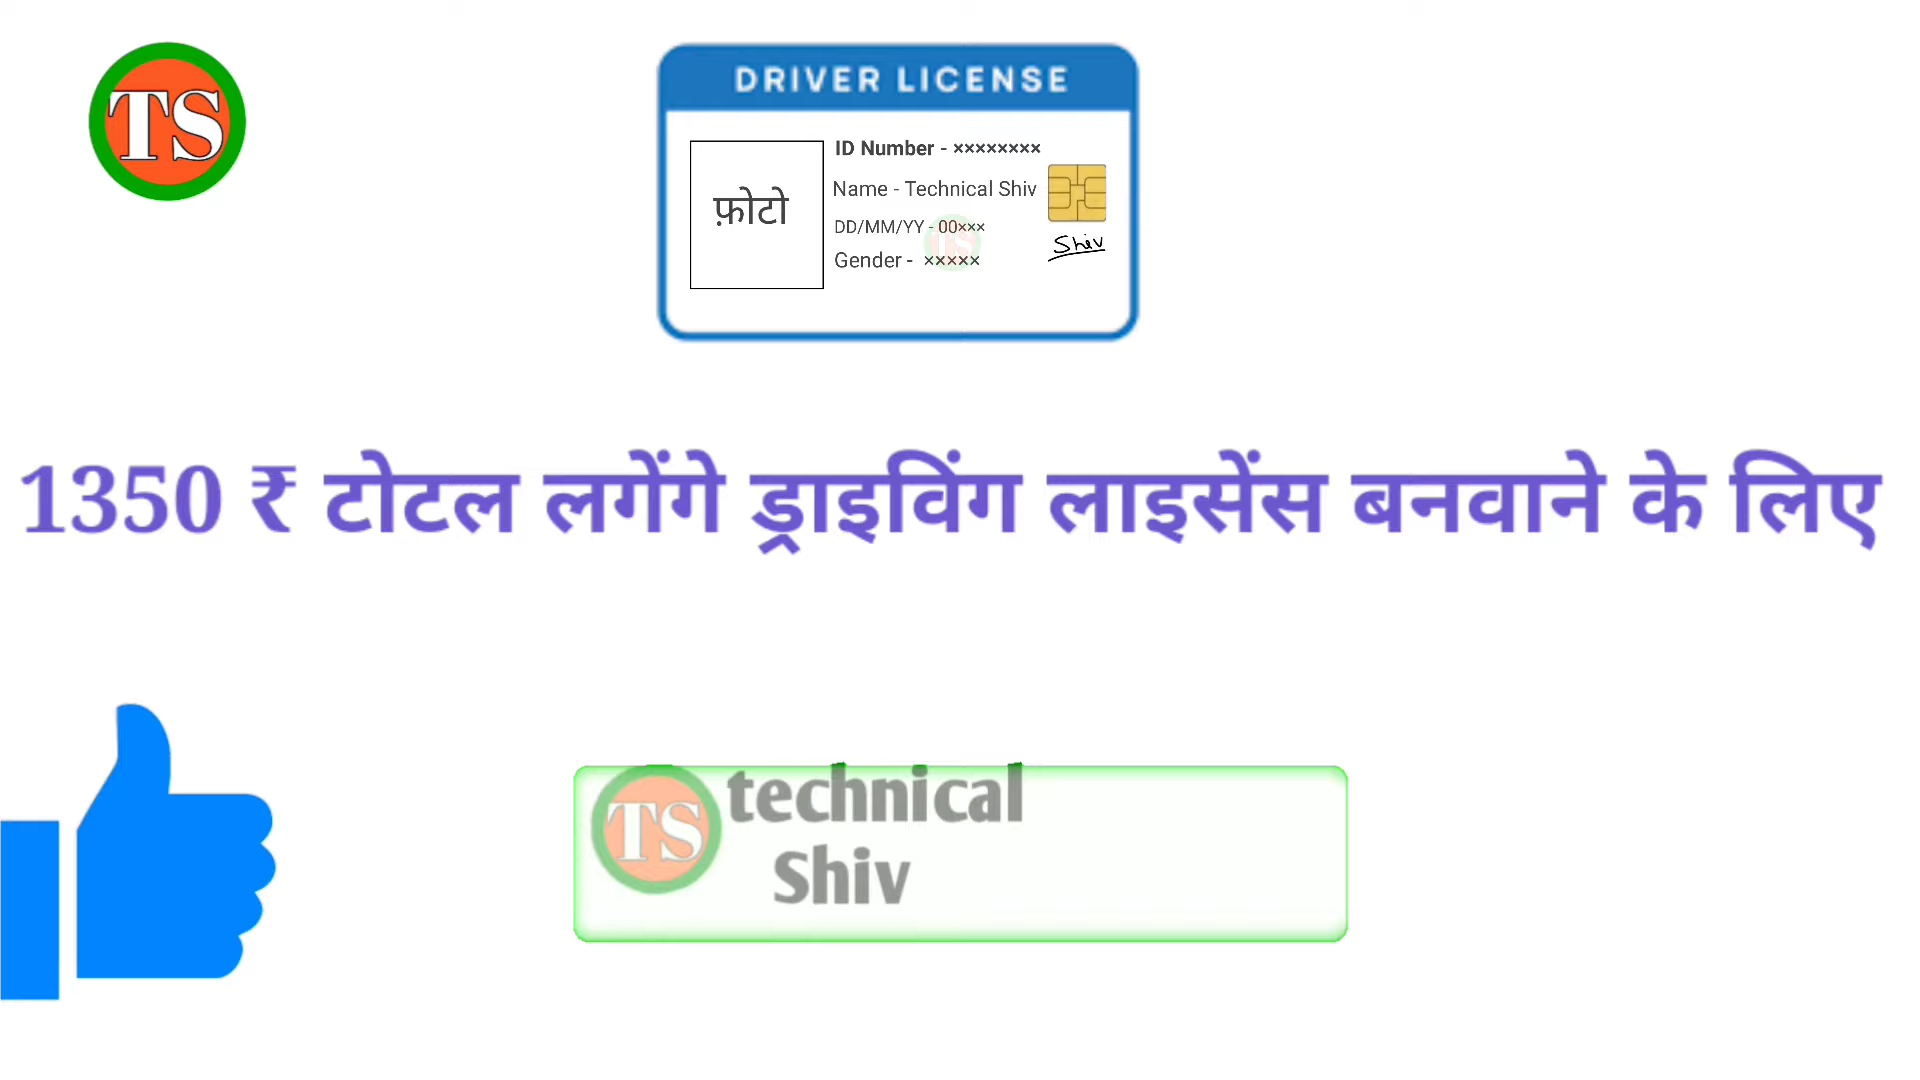 TS
DRIVER LICENSE
फ़ोटो
ID Number - ××××××××
Name - Technical Shiv
DD/MM/YY - 00×××
TS
Gender - ×××××
Shiv
1350 ₹ टोटल लगेंगे ड्राइविंग लाइसेंस बनवाने के लिए
TS
technical
Shiv